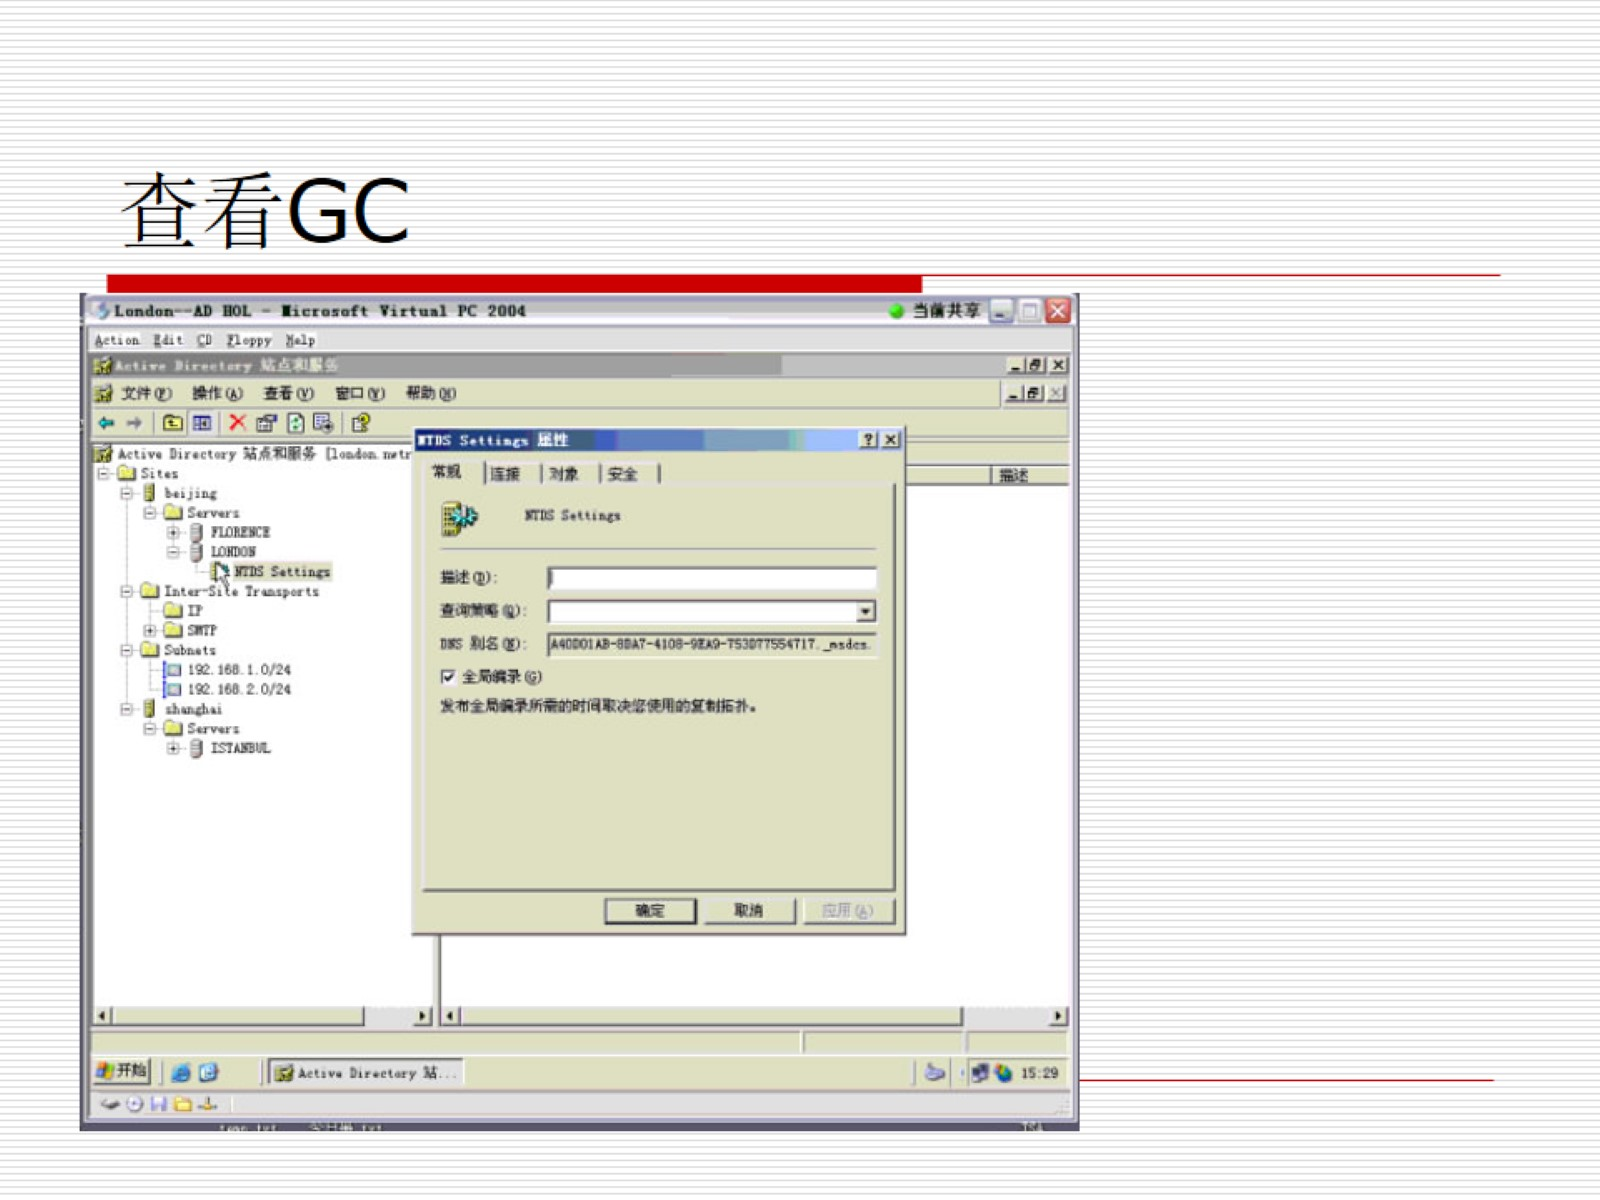 查看GC
London--AD HOL - Microsoft Virtual PC 2004
当前共享
Action Edit CD Floppy Help
Active Directory 站点和服务
文件(F) 操作(A) 查看(V) 窗口(W) 帮助(H)
Active Directory 站点和服务 [london.netr
Sites
beijing
Servers
FLORENCE
LONDON
NTDS Settings
Inter-Site Transports
IP
SMTP
Subnets
192.168.1.0/24
192.168.2.0/24
shanghai
Servers
ISTANBUL
描述
NTDS Settings 属性
常规 连接 对象 安全
NTDS Settings
描述(D):
查询策略(Q):
DNS 别名(N): A40D01AB-8DA7-4108-9EA9-753D77554717._msdcs.
全局编录(G)
发布全局编录所需的时间取决您使用的复制拓扑。
确定 取消 应用(A)
开始 Active Directory 站... 15:29